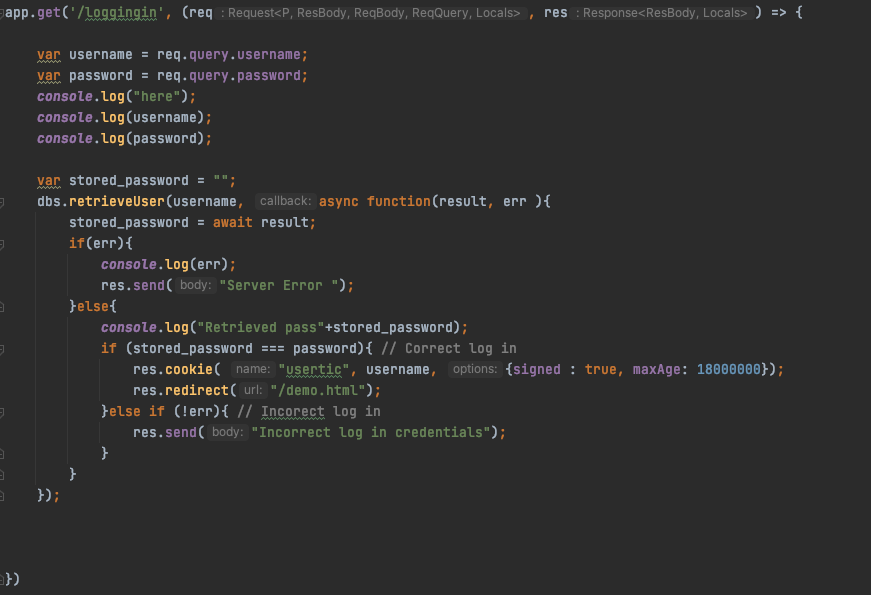 app.get('/loggingin', (req : Request<P, ResBody, ReqBody, ReqQuery, Locals> , res : Response<ResBody, Locals> ) => {
var username = req.query.username;
var password = req.query.password;
console.log("here");
console.log(username);
console.log(password);
var stored_password = "";
dbs.retrieveUser(username, callback: async function(result, err ){
stored_password = await result;
if(err){
console.log(err);
res.send( body: "Server Error ");
}else{
console.log("Retrieved pass"+stored_password);
if (stored_password === password){ // Correct log in
res.cookie( name: "usertic", username, options: {signed : true, maxAge: 18000000});
res.redirect( url: "/demo.html");
}else if (!err){ // Incorect log in
res.send( body: "Incorrect log in credentials");
}
}
});
})